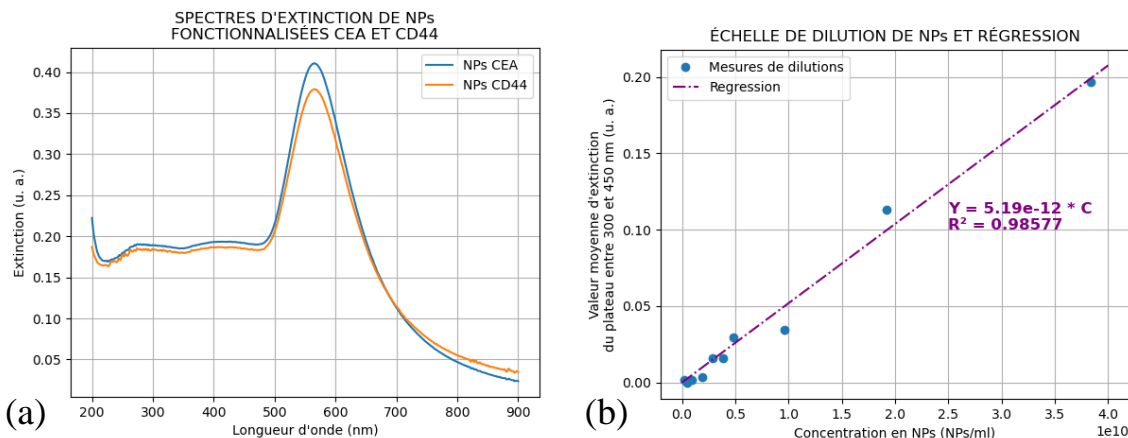 SPECTRES D'EXTINCTION DE NPs
FONCTIONNALISÉES CEA ET CD44
NPs CEA
NPs CD44
Extinction (u. a.)
0.40
0.35
0.30
0.25
0.20
0.15
0.10
0.05
200 300 400 500 600 700 800 900
Longueur d'onde (nm)
(a)
ÉCHELLE DE DILUTION DE NPs ET RÉGRESSION
Mesures de dilutions
Regression
Valeur moyenne d'extinction
du plateau entre 300 et 450 nm (u. a.)
0.20
0.15
0.10
0.05
0.00
Y = 5.19e-12 * C
R² = 0.98577
0.0 0.5 1.0 1.5 2.0 2.5 3.0 3.5 4.0
1e10
Concentration en NPs (NPs/ml)
(b)